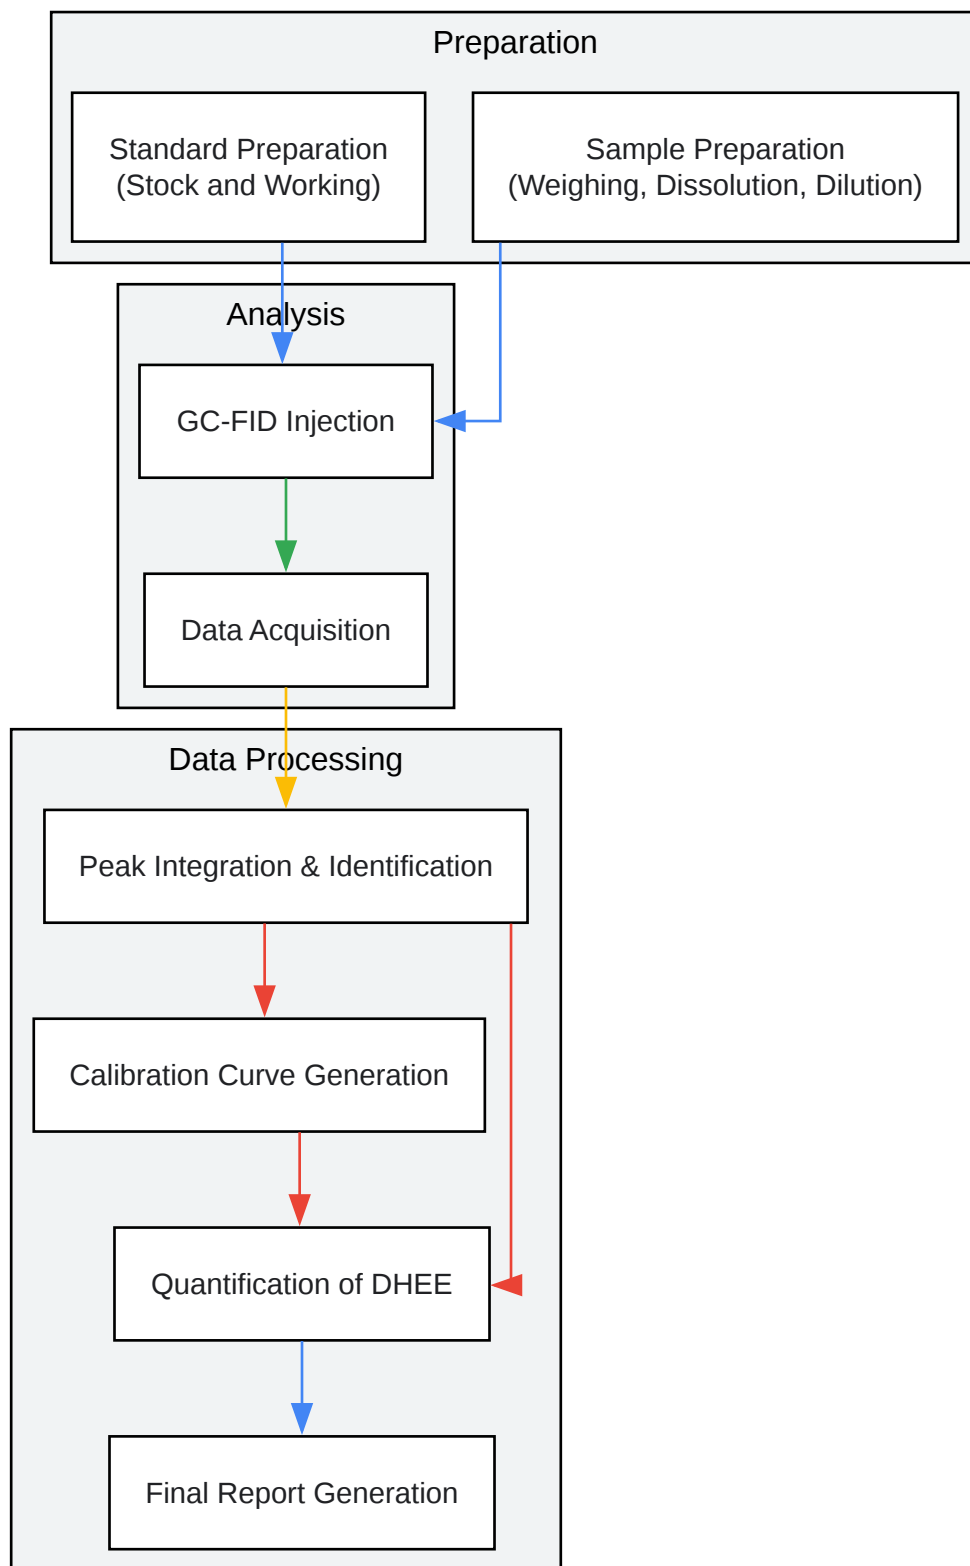 Preparation
Standard Preparation
(Stock and Working)
Sample Preparation
(Weighing, Dissolution, Dilution)
Analysis
GC-FID Injection
Data Acquisition
Data Processing
Peak Integration & Identification
Calibration Curve Generation
Quantification of DHEE
Final Report Generation